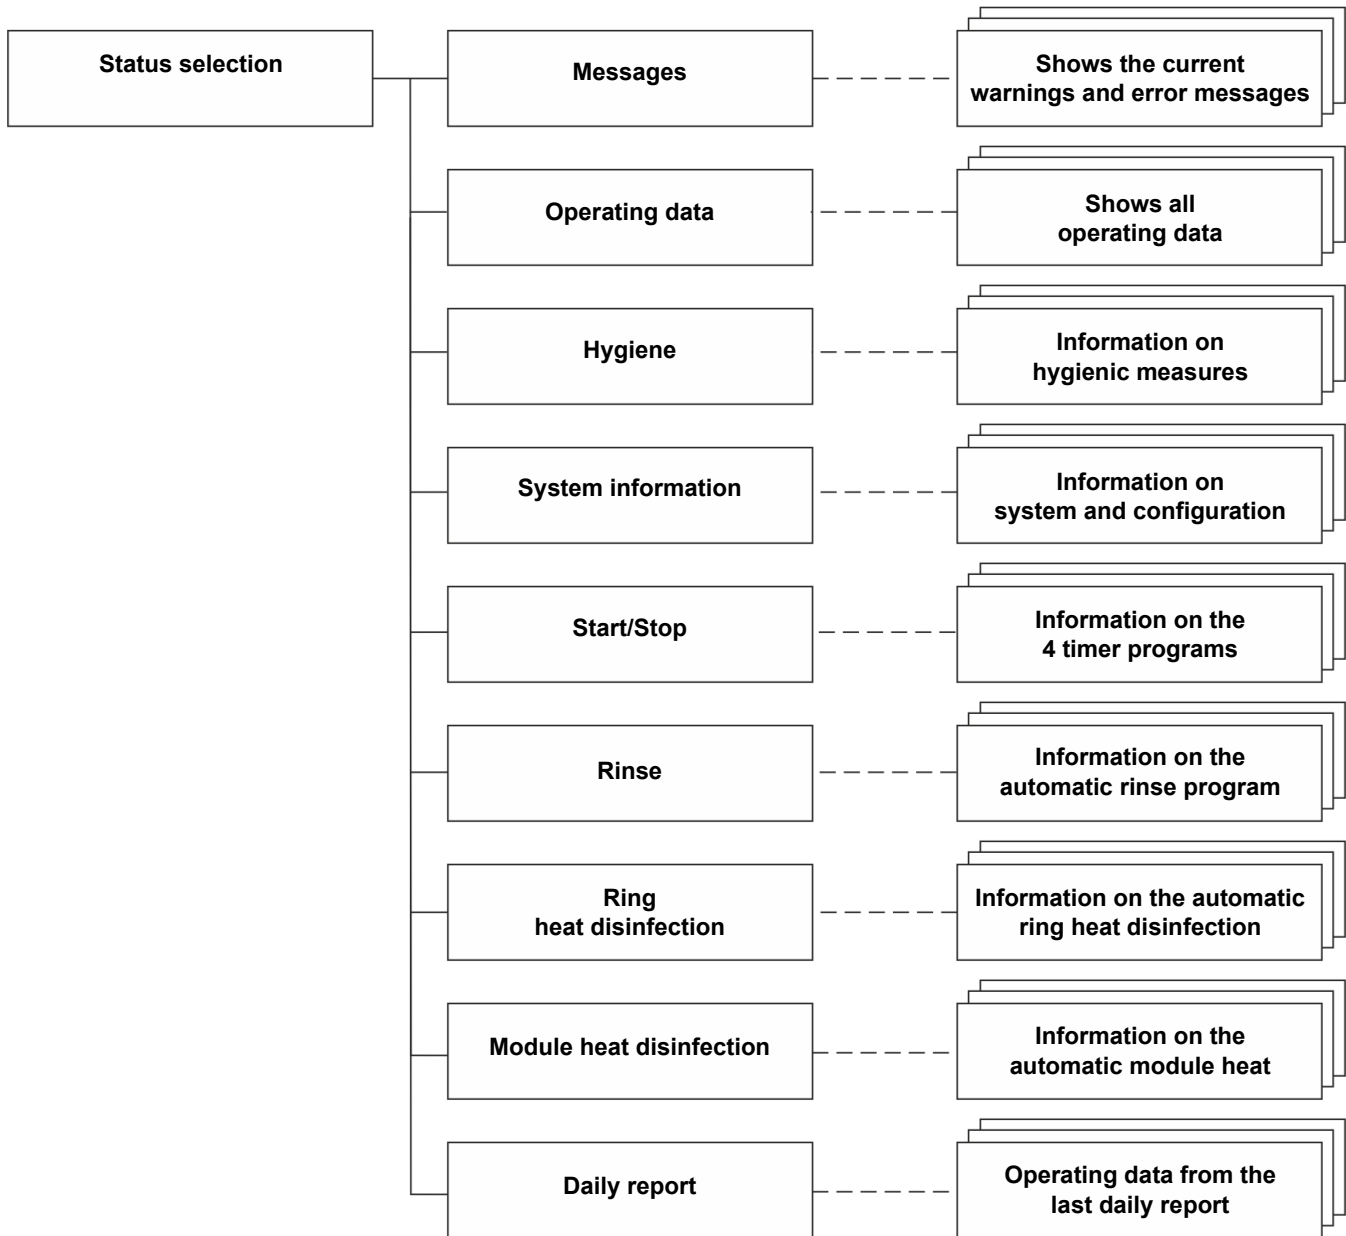 Status selection
Messages
Shows the current
warnings and error messages
Operating data
Shows all
operating data
Hygiene
Information on
hygienic measures
System information
Information on
system and configuration
Start/Stop
Information on the
4 timer programs
Rinse
Information on the
automatic rinse program
Ring
heat disinfection
Information on the automatic
ring heat disinfection
Module heat disinfection
Information on the
automatic module heat
Daily report
Operating data from the
last daily report